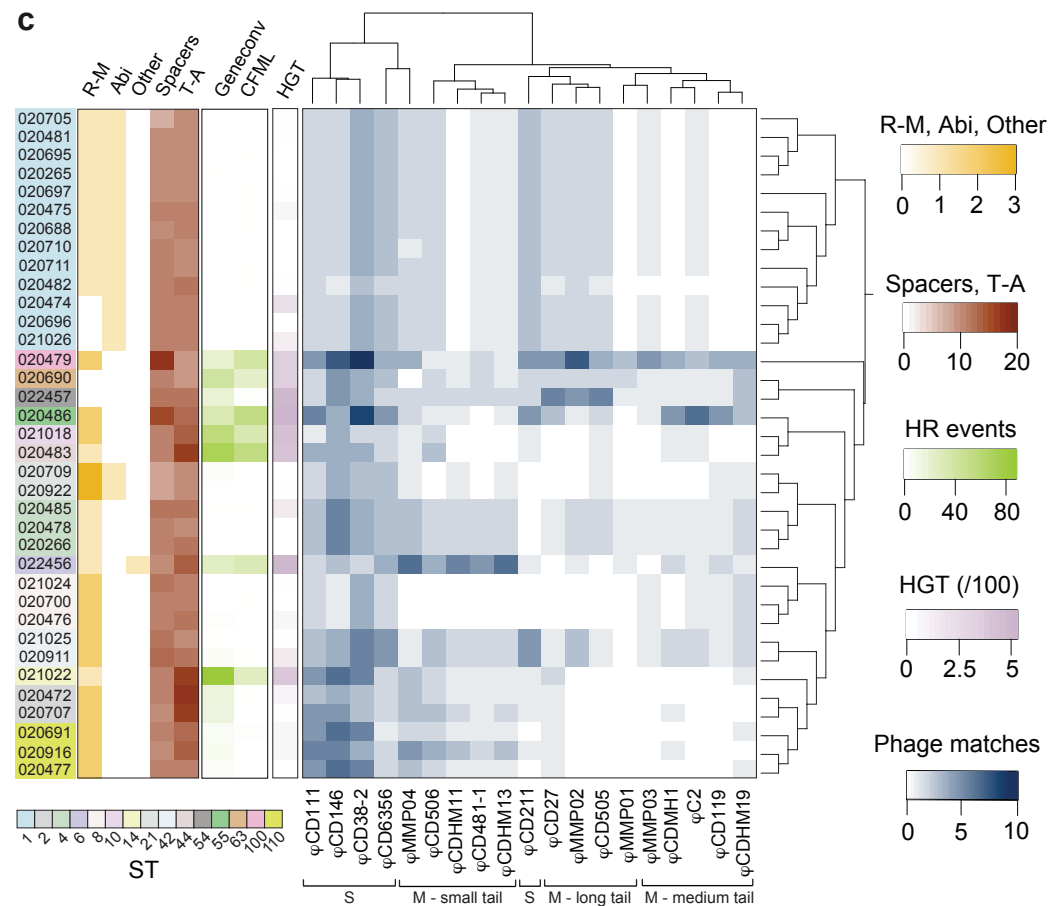 c
R-M Abi Other Spacers T-A Geneconv CFML HGT
020705
020481
020695
020265
020697
020475
020688
020710
020711
020482
020474
020696
021026
020479
020690
022457
020486
021018
020483
020709
020922
020485
020478
020266
022456
021024
020700
020476
021025
020911
021022
020472
020707
020691
020916
020477
R-M, Abi, Other
0 1 2 3
Spacers, T-A
0 10 20
HR events
0 40 80
HGT (/100)
0 2.5 5
Phage matches
0 5 10
φCD111 φCD146 φCD38-2 φCD6356 φMMP04 φCD506 φCDHM11 φCD481-1 φCDHM13 φCD211 φCD27 φMMP02 φCD505 φMMP01 φMMP03 φCDMH1 φC2 φCD119 φCDHM19
S M - small tail S M - long tail M - medium tail
1 2 4 6 8 10 14 21 42 44 54 55 63 100 110
ST